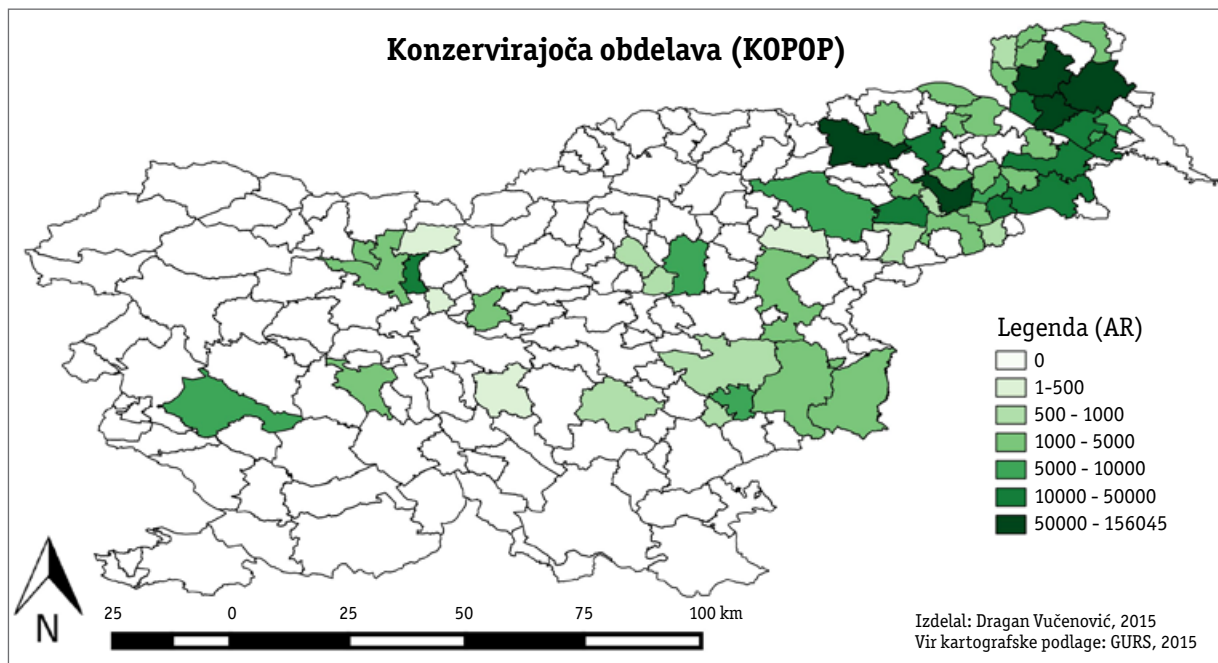 Konzervirajoča obdelava (KOPOP)
Legenda (AR)
0
1-500
500 - 1000
1000 - 5000
5000 - 10000
10000 - 50000
50000 - 156045
N
25 0 25 50 75 100 km
Izdelal: Dragan Vučenović, 2015
Vir kartografske podlage: GURS, 2015